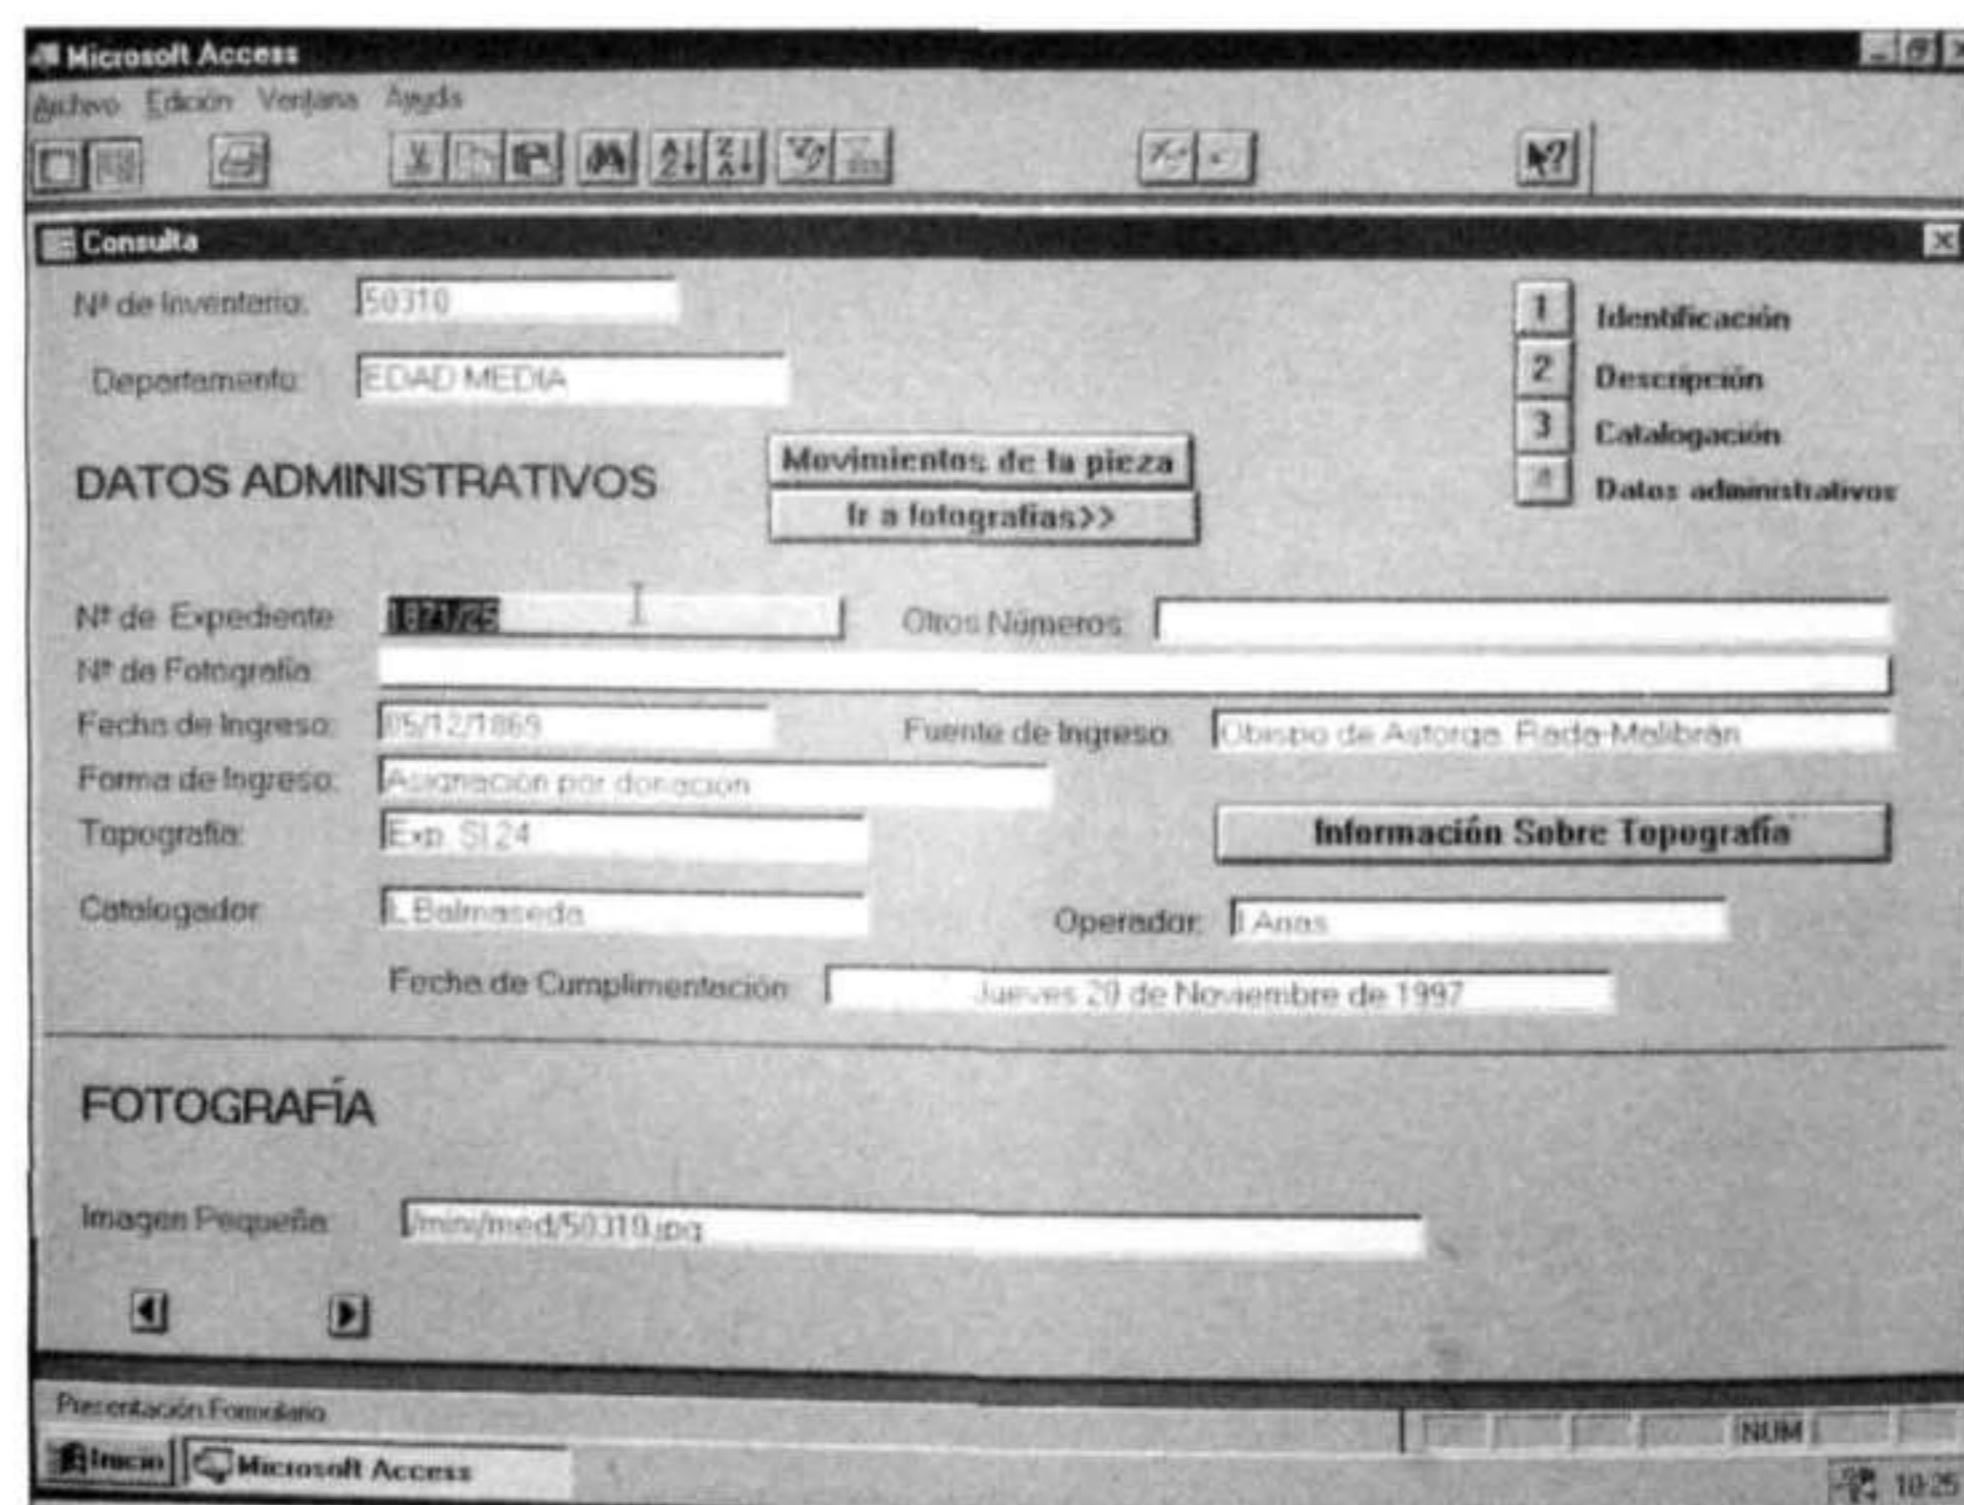 Microsoft Access
Archivo Edición Ventana Ayuda
Consulta
Nº de Inventario: 50310
1 Identificación
Departamento: EDAD MEDIA
2 Descripción
3 Catalogación
4 Datos administrativos
DATOS ADMINISTRATIVOS
Movimientos de la pieza
Ir a fotografías>>
Nº de Expediente 1871/25 Otros Números:
Nº de Fotografía
Fecha de Ingreso: 05/12/1869 Fuente de Ingreso: Obispo de Astorga. Rada-Malibrán
Forma de Ingreso: Asignación por donación
Topografía: Exp. SI.24 Información Sobre Topografía
Catalogador L.Balmaseda Operador:
Fecha de Cumplimentación Jueves 20 de Noviembre de 1997
FOTOGRAFÍA
Imagen Pequeña: /mini/med/50310.jpg
Presentación Formulario NUM
Inicio Microsoft Access 10:25